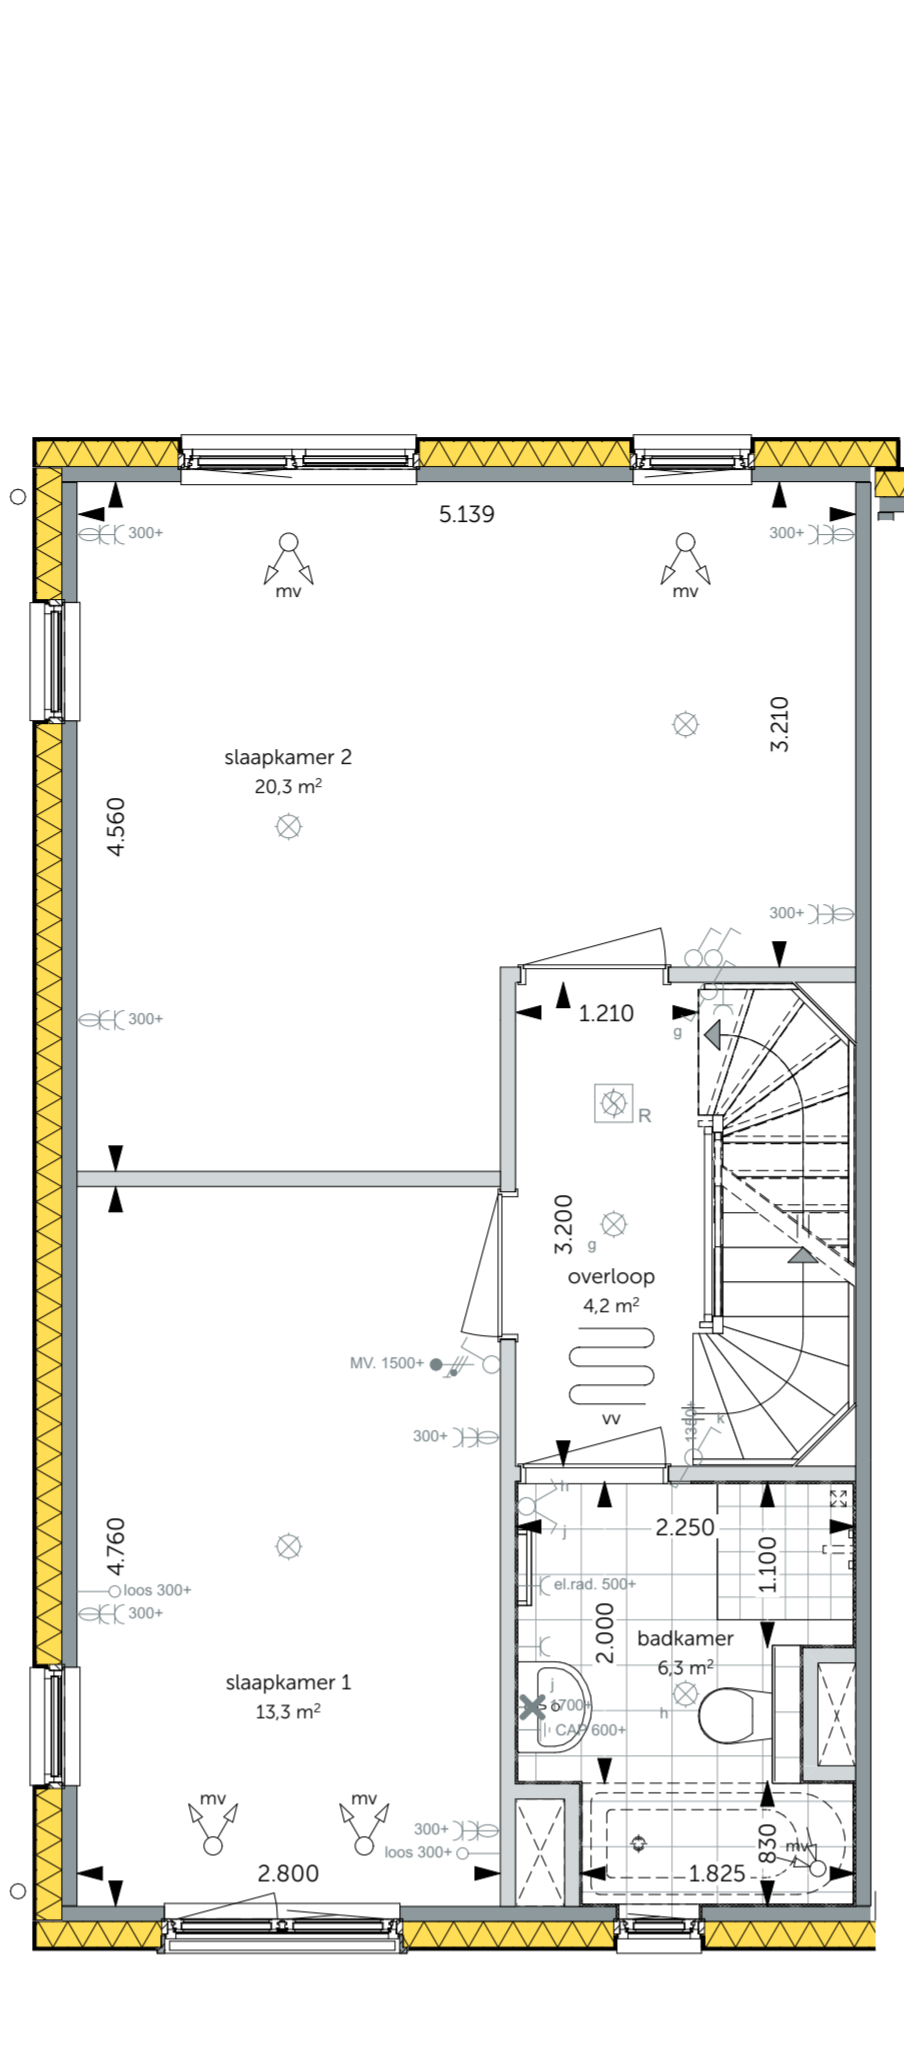 5.139
300+
300+
mv
mv
3.210
slaapkamer 2
20,3 m²
4.560
300+
300+
1.210
g
R
3.200
g
overloop
4,2 m²
MV. 1500+
vv
1350+
k
300+
h
j
2.250
4.760
1.100
el.rad. 500+
loos 300+
300+
2.000
badkamer
6,3 m²
slaapkamer 1
13,3 m²
j
1700+
h
CAP 600+
mv
mv
300+
loos 300+
830
mv
2.800
1.825